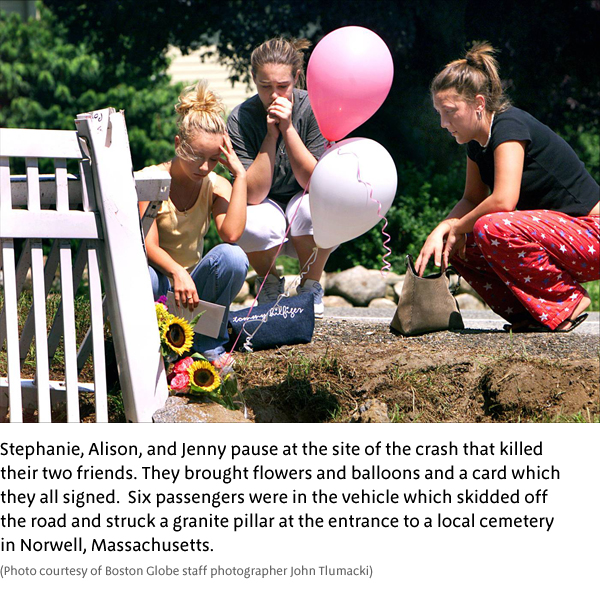 tommy hilfiger
Stephanie, Alison, and Jenny pause at the site of the crash that killed
their two friends. They brought flowers and balloons and a card which
they all signed.  Six passengers were in the vehicle which skidded off
the road and struck a granite pillar at the entrance to a local cemetery
in Norwell, Massachusetts.
(Photo courtesy of Boston Globe staff photographer John Tlumacki)